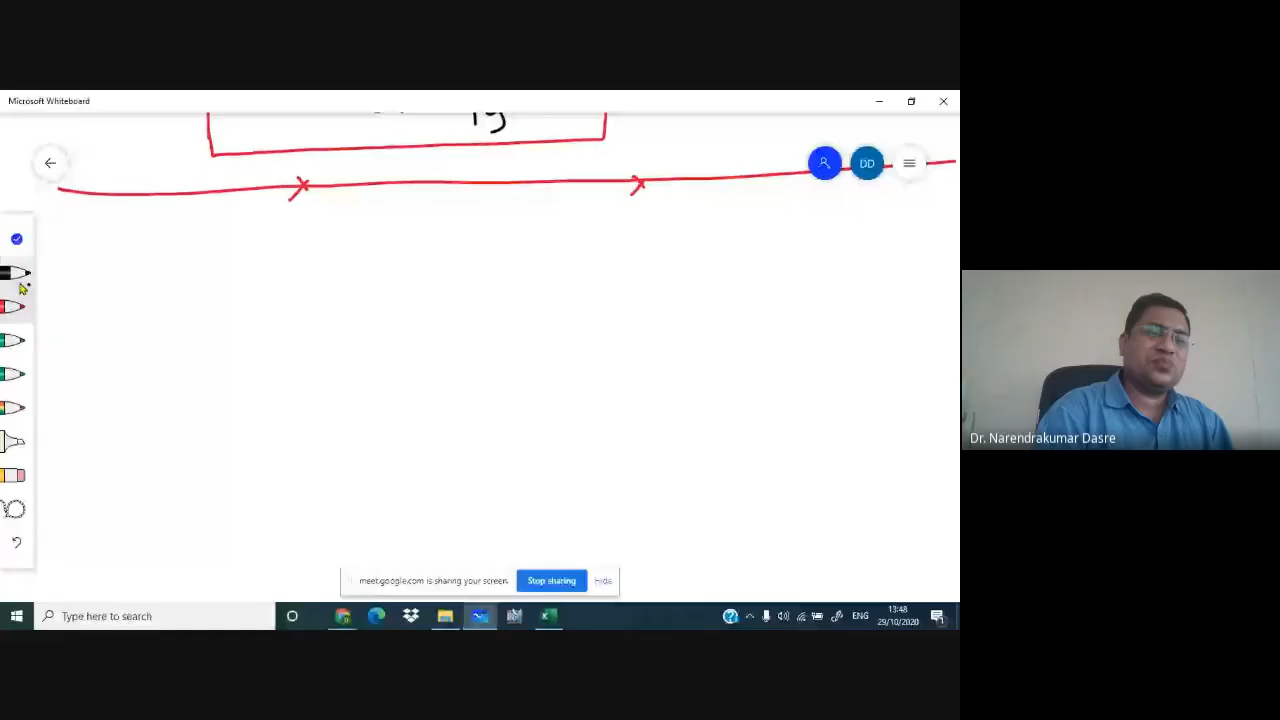 Microsoft Whiteboard
DD
Dr. Narendrakumar Dasre
meet.google.com is sharing your screen.
Stop sharing
Hide
Type here to search
ENG
13:48
29/10/2020